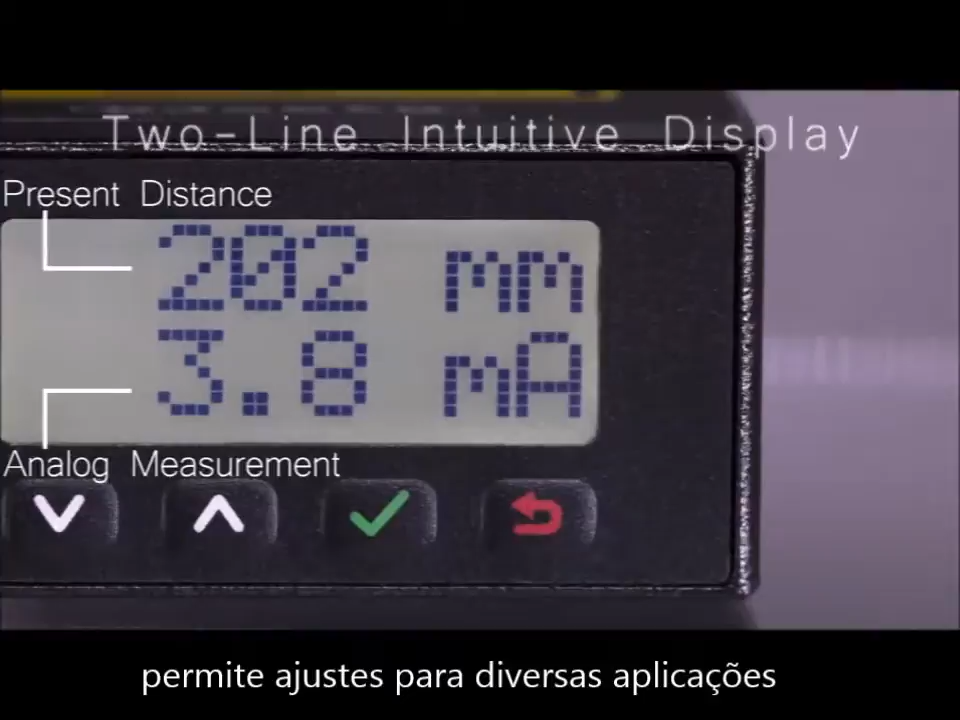 Two-Line Intuitive Display
Present Distance
202 mm
3.8 mA
Analog Measurement
permite ajustes para diversas aplicações